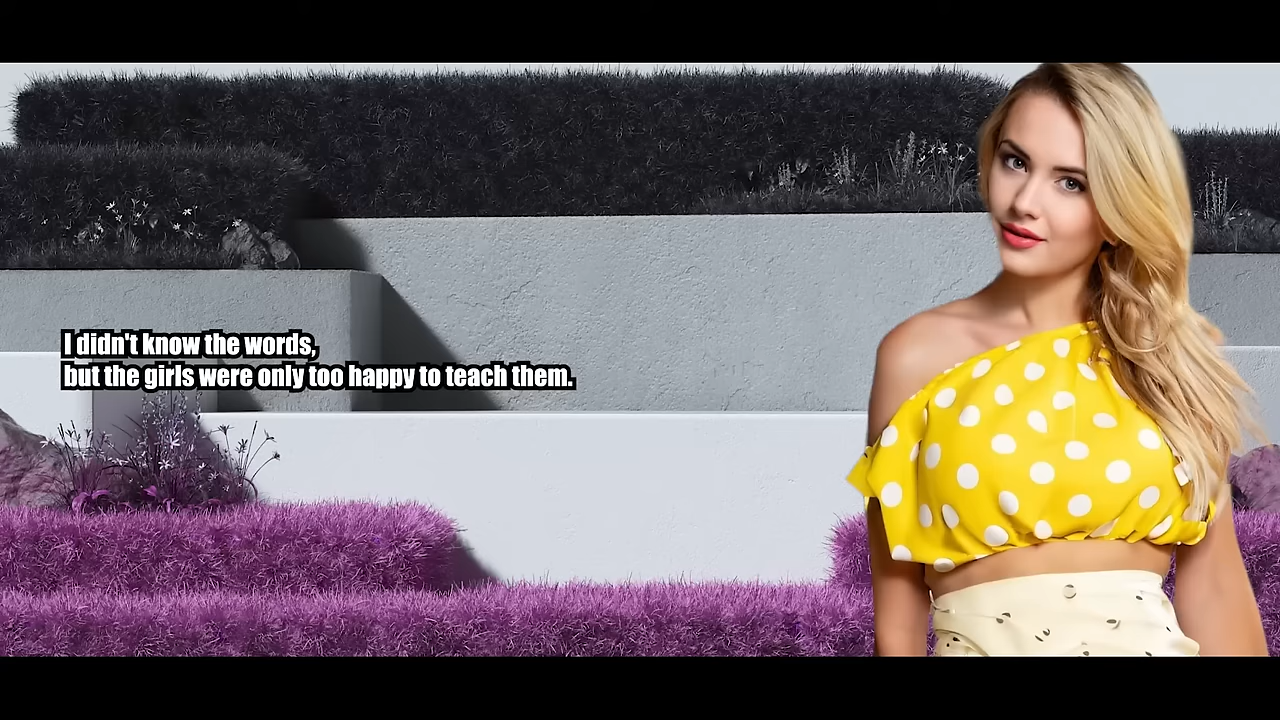 I didn't know the words,
but the girls were only too happy to teach them.